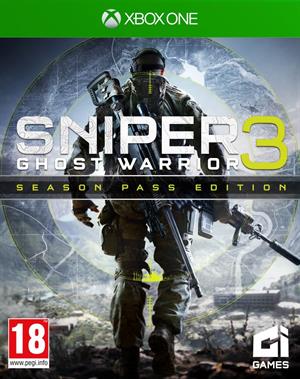 XBOX ONE
SNIPER 3
GHOST WARRIOR
SEASON PASS EDITION
18
www.pegi.info
CI
GAMES